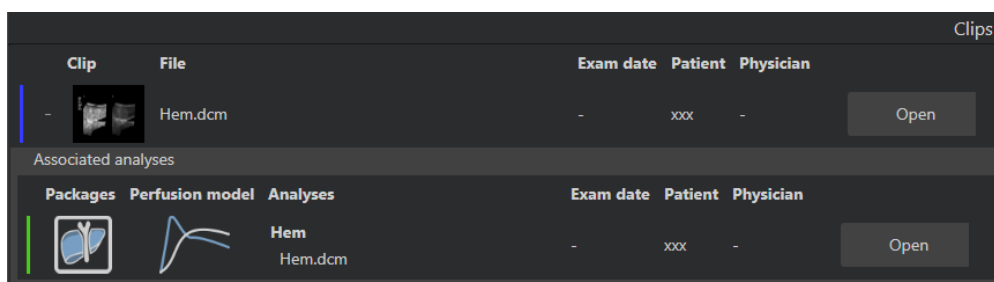 Clips
Clip File Exam date Patient Physician
- Hem.dcm - xxx - Open
Associated analyses
Packages Perfusion model Analyses Exam date Patient Physician
Hem
Hem.dcm - xxx - Open